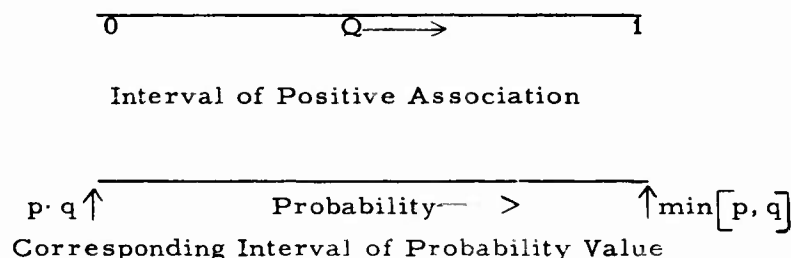 0 Q → 1
Interval of Positive Association
p· q ↑ Probability— > ↑ min[p, q]
Corresponding Interval of Probability Value